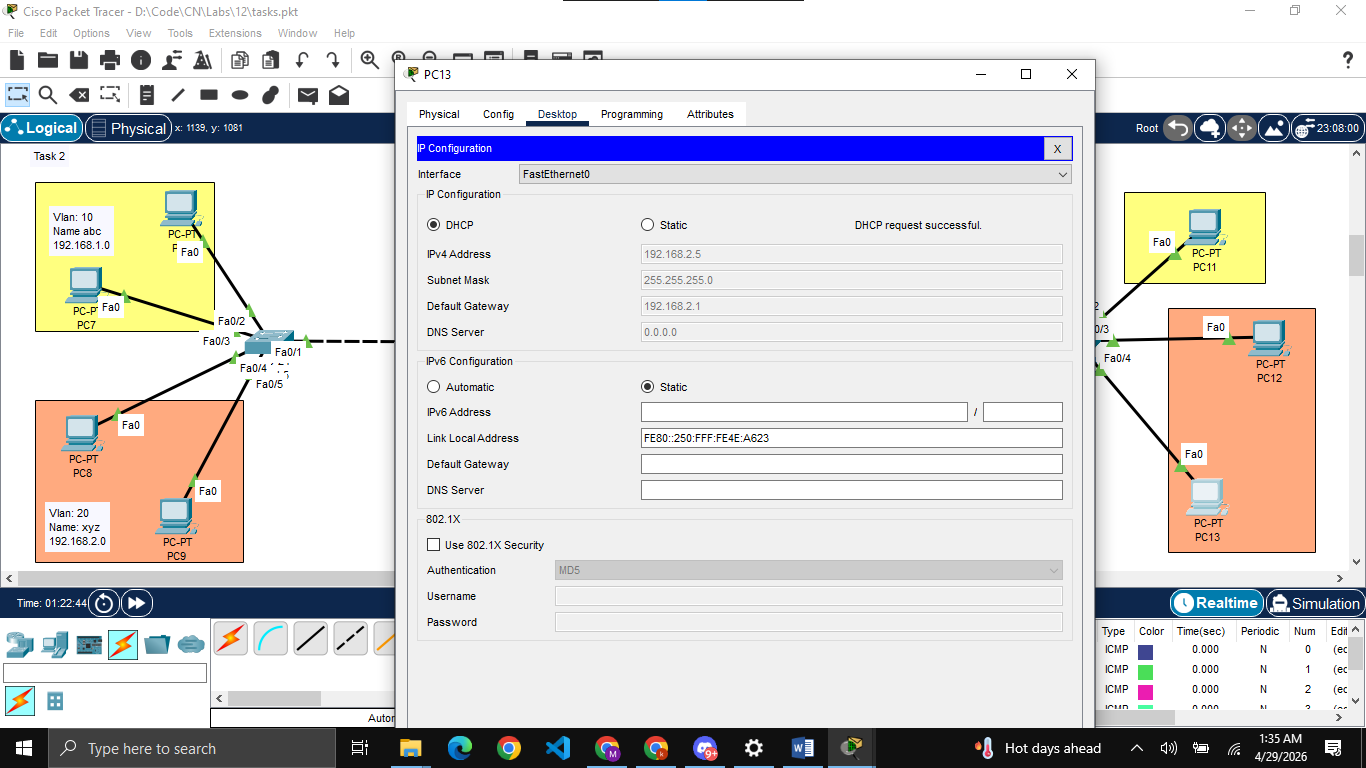 Cisco Packet Tracer - D:\Code\CN\Labs\12\tasks.pkt
File Edit Options View Tools Extensions Window Help
Logical Physical x: 1139, y: 1081
Root 23:08:00
Task 2
Vlan: 10
Name abc
192.168.1.0
PC-PT
Fa0
PC7
Fa0
Fa0/2
Fa0/3
Fa0/1
Fa0/4
Fa0/5
PC-PT
PC8
Fa0
Vlan: 20
Name: xyz
192.168.2.0
PC-PT
PC9
Fa0
PC13
Physical Config Desktop Programming Attributes
IP Configuration X
Interface FastEthernet0
IP Configuration
DHCP Static DHCP request successful.
IPv4 Address 192.168.2.5
Subnet Mask 255.255.255.0
Default Gateway 192.168.2.1
DNS Server 0.0.0.0
IPv6 Configuration
Automatic Static
IPv6 Address /
Link Local Address FE80::250:FFF:FE4E:A623
Default Gateway
DNS Server
802.1X
Use 802.1X Security
Authentication MD5
Username
Password
Fa0
PC-PT
PC11
Fa0
PC-PT
PC12
Fa0/4
Fa0
PC-PT
PC13
Time: 01:22:44
Realtime Simulation
Type Color Time(sec) Periodic Num
ICMP 0.000 N 0
ICMP 0.000 N 1
ICMP 0.000 N 2
Type here to search
Hot days ahead
1:35 AM
4/29/2026